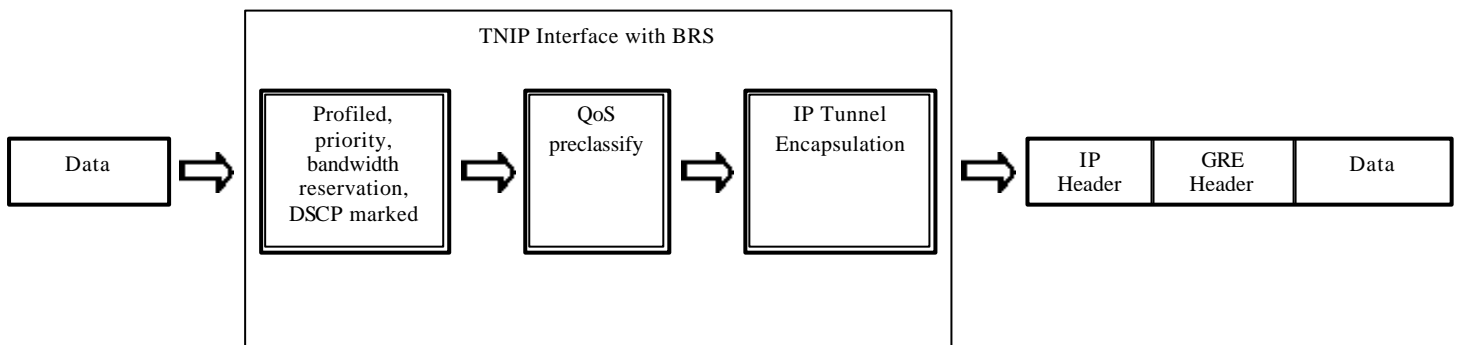 TNIP Interface with BRS
Data
Profiled,
priority,
bandwidth
reservation,
DSCP marked
QoS
preclassify
IP Tunnel
Encapsulation
IP
Header
GRE
Header
Data